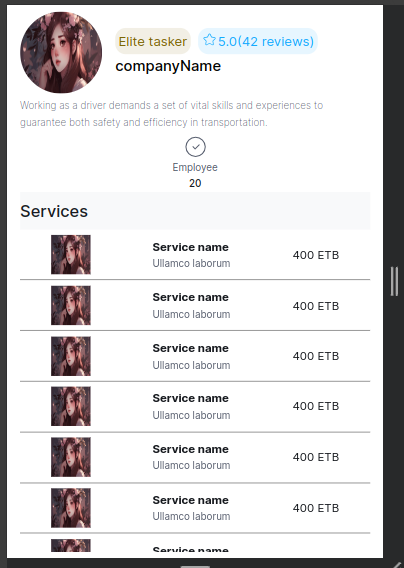 Elite tasker
5.0(42 reviews)
companyName
Working as a driver demands a set of vital skills and experiences to
guarantee both safety and efficiency in transportation.
Employee
20
Services
Service name
Ullamco laborum
400 ETB
Service name
Ullamco laborum
400 ETB
Service name
Ullamco laborum
400 ETB
Service name
Ullamco laborum
400 ETB
Service name
Ullamco laborum
400 ETB
Service name
Ullamco laborum
400 ETB
Service name